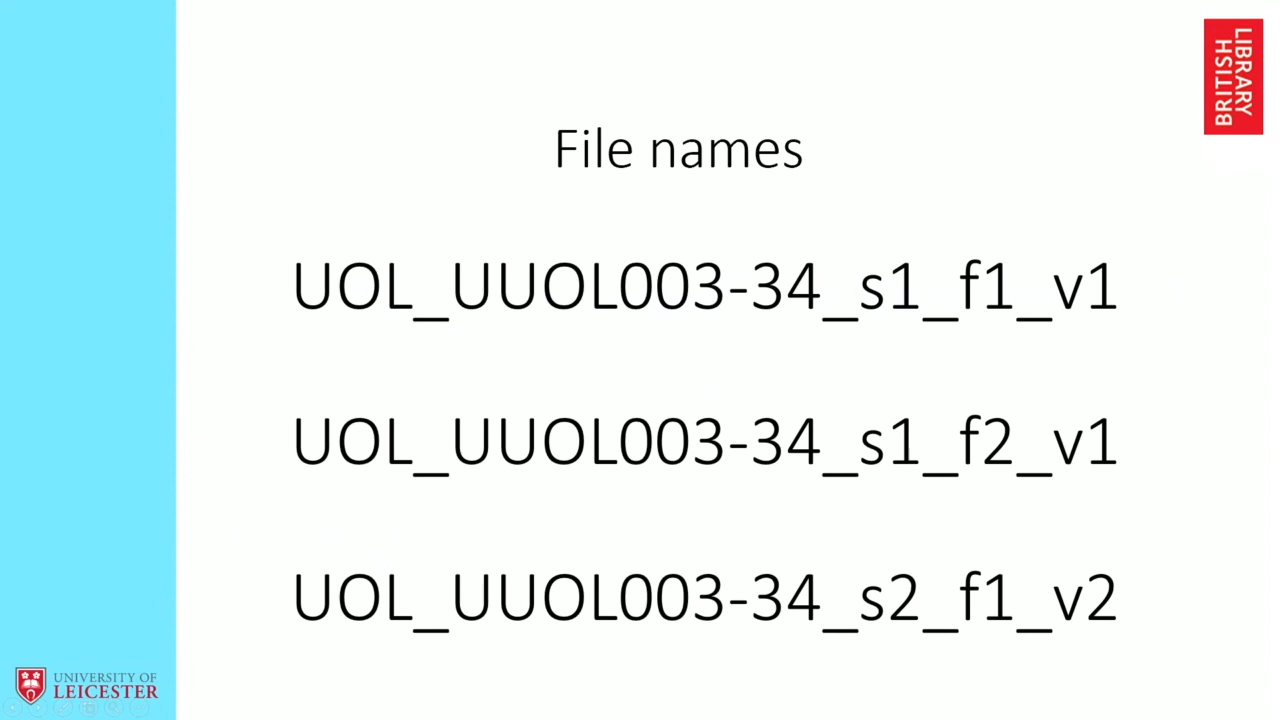 LIBRARY
BRITISH
File names
UOL_UUOL003-34_s1_f1_v1
UOL_UUOL003-34_s1_f2_v1
UOL_UUOL003-34_s2_f1_v2
UNIVERSITY OF
LEICESTER